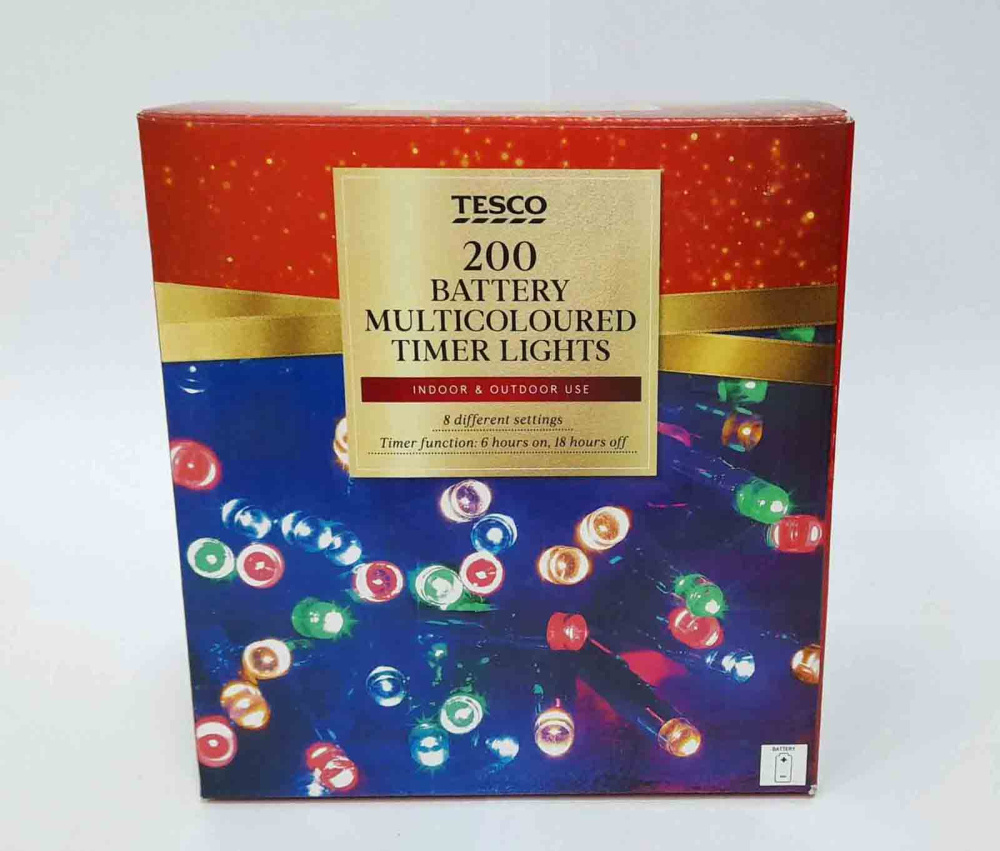 TESCO
200
BATTERY
MULTICOLOURED
TIMER LIGHTS
INDOOR & OUTDOOR USE
8 different settings
Timer function: 6 hours on, 18 hours off
BATTERY